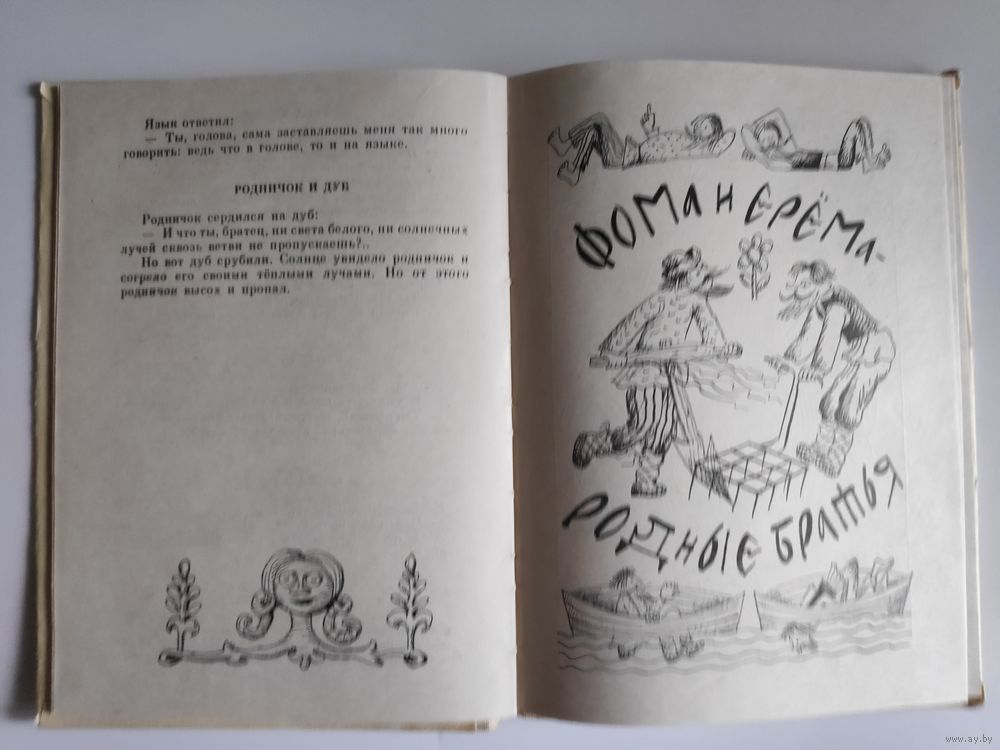 Язык ответил:
— Ты, голова, сама заставляешь меня так много
говорить: ведь что в голове, то и на языке.
РОДНИЧОК И ДУБ
Родничок сердился на дуб:
— И что ты, братец, ни света белого, ни солнечных
лучей сквозь ветви не пропускаешь?..
Но вот дуб срубили. Солнце увидело родничок и
согрело его своими тёплыми лучами. Но от этого
родничок высох и пропал.
ФОМА И ЕРЁМА-
РОДНЫЕ БРАТЬЯ
www.ay.by